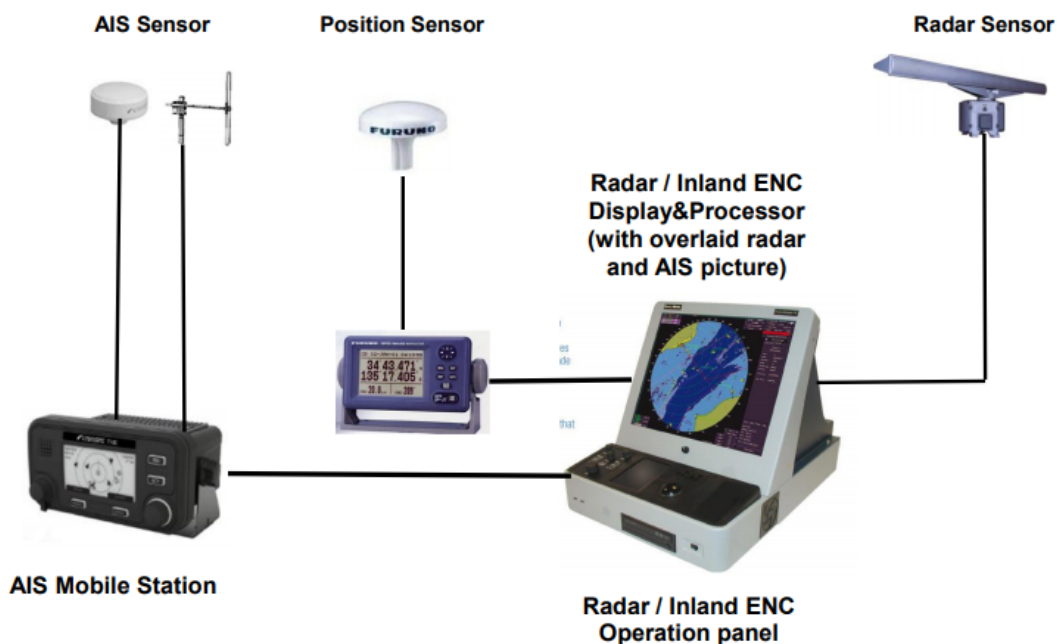 AIS Sensor
Position Sensor
Radar Sensor
FURUNO
Radar / Inland ENC
Display&Processor
(with overlaid radar
and AIS picture)
34 43.471
135 17.405
that
AIS Mobile Station
Radar / Inland ENC
Operation panel